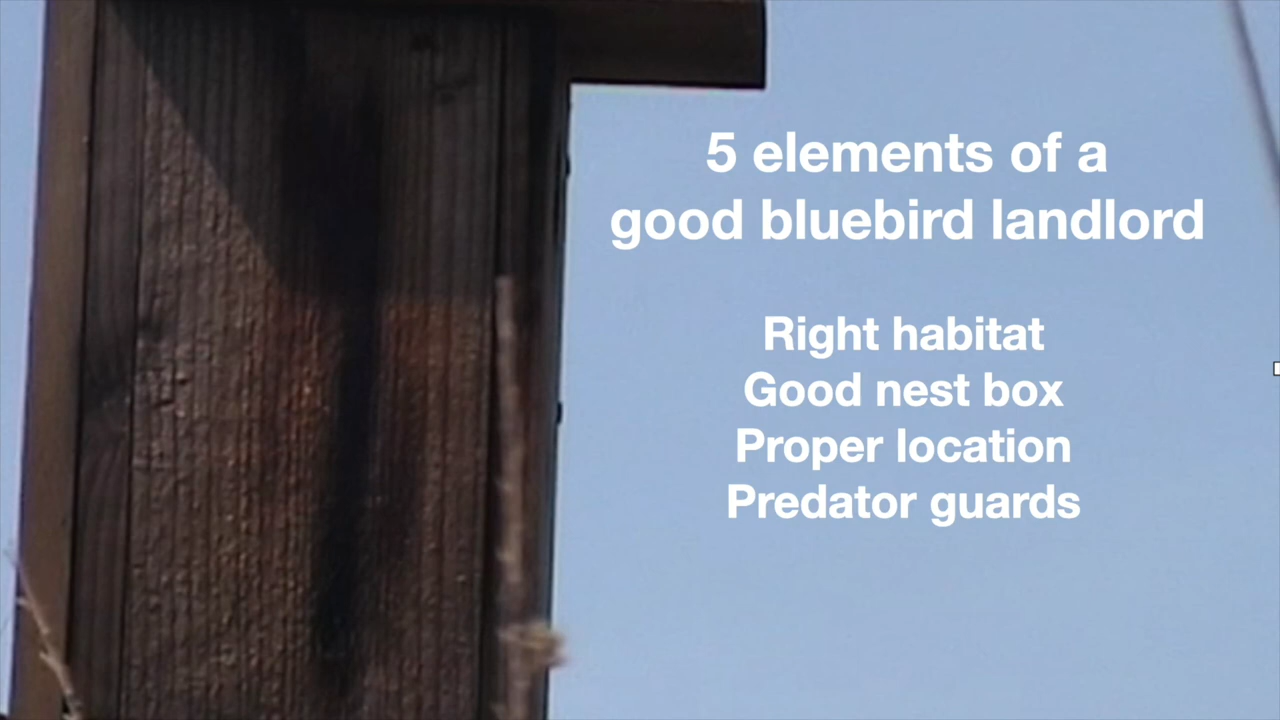 5 elements of a
good bluebird landlord
Right habitat
Good nest box
Proper location
Predator guards